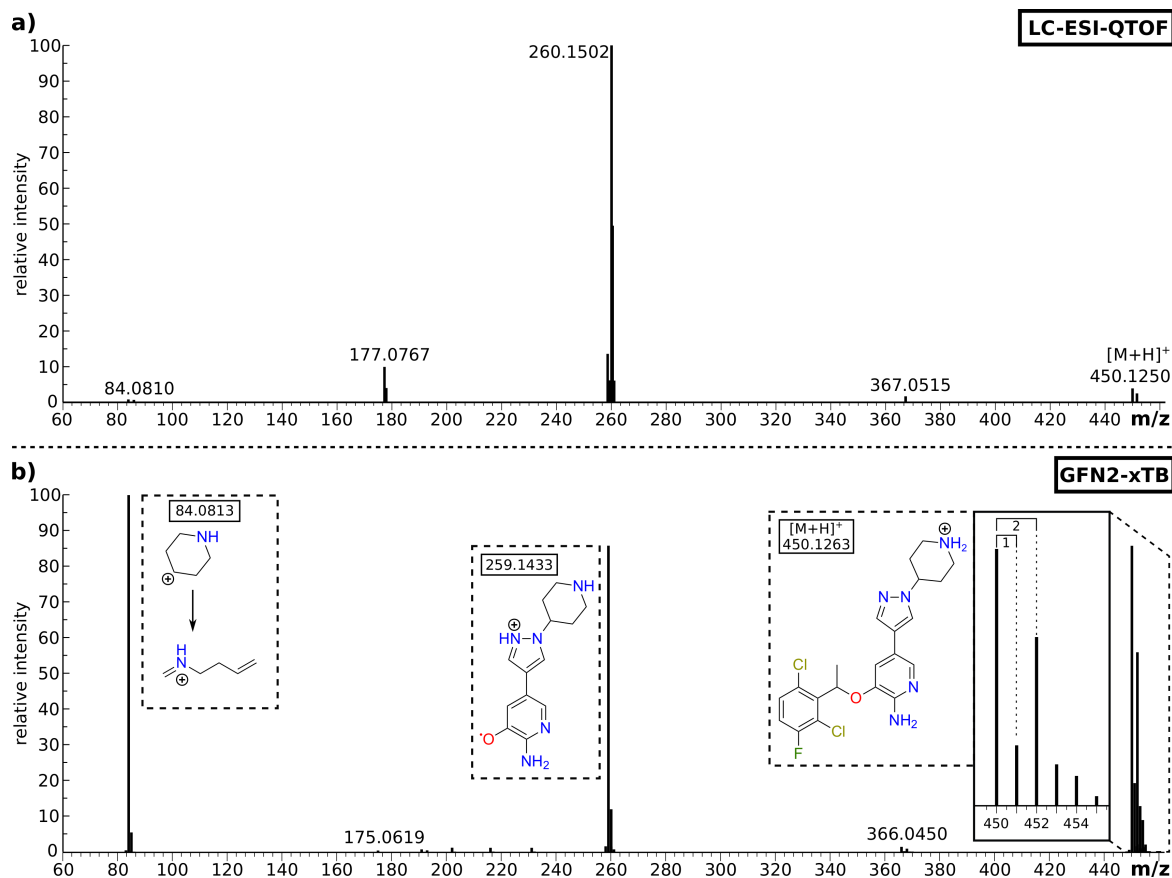 a)
LC-ESI-QTOF
100
90
80
70
60
50
40
30
20
10
0
relative intensity
260.1502
177.0767
84.0810
367.0515
[M+H]+
450.1250
60 80 100 120 140 160 180 200 220 240 260 280 300 320 340 360 380 400 420 440 m/z
b)
GFN2-xTB
100
90
80
70
60
50
40
30
20
10
0
relative intensity
84.0813
NH
+
H
N
+
259.1433
NH
+
HN N
N
·O
NH2
[M+H]+
450.1263
+
NH2
N N
Cl
O
N
Cl
NH2
F
2
1
450 452 454
175.0619
366.0450
60 80 100 120 140 160 180 200 220 240 260 280 300 320 340 360 380 400 420 440 m/z